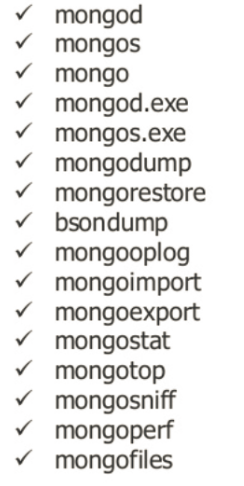 ✓ mongod
✓ mongos
✓ mongo
✓ mongod.exe
✓ mongos.exe
✓ mongodump
✓ mongorestore
✓ bsondump
✓ mongooplog
✓ mongoimport
✓ mongoexport
✓ mongostat
✓ mongotop
✓ mongosniff
✓ mongoperf
✓ mongofiles